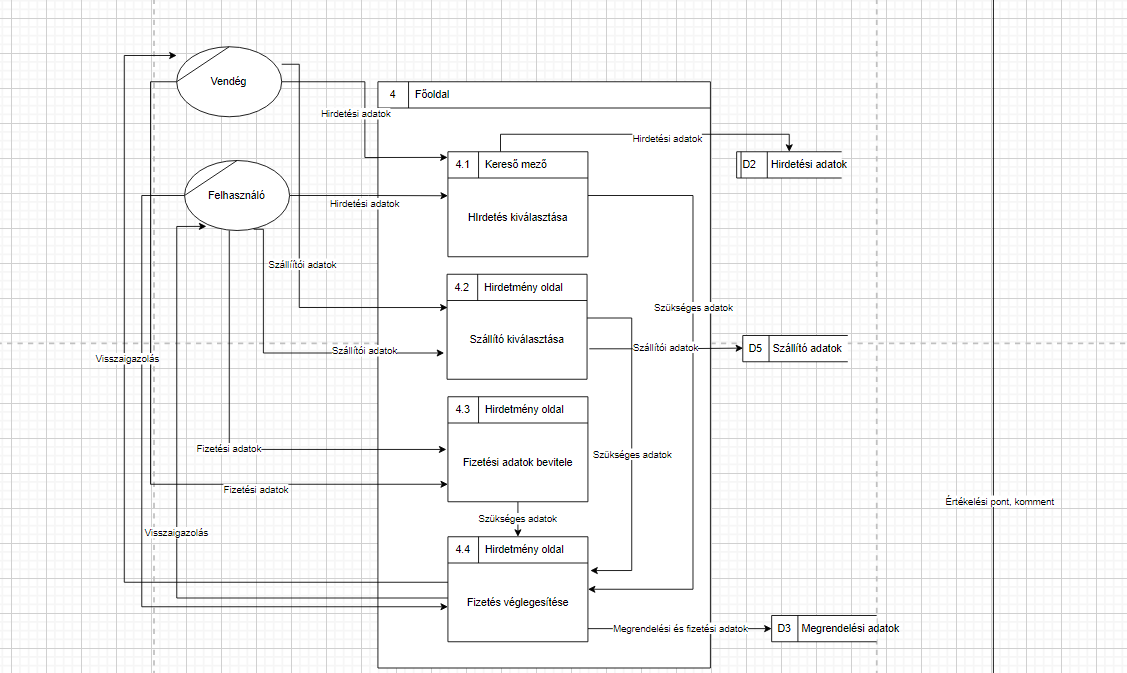 Vendég
4 Főoldal
Hirdetési adatok
Hirdetési adatok
4.1 Kereső mező
D2 Hirdetési adatok
Felhasználó
Hirdetési adatok
HIrdetés kiválasztása
Szállíítói adatok
4.2 Hirdetmény oldal
Szükséges adatok
Szállító kiválasztása
Szállítói adatok
Szállítói adatok
D5 Szállító adatok
Visszaigazolás
4.3 Hirdetmény oldal
Fizetési adatok
Szükséges adatok
Fizetési adatok bevitele
Fizetési adatok
Értékelési pont, komment
Szükséges adatok
Visszaigazolás
4.4 Hirdetmény oldal
Fizetés véglegesítése
Megrendelési és fizetési adatok
D3 Megrendelési adatok